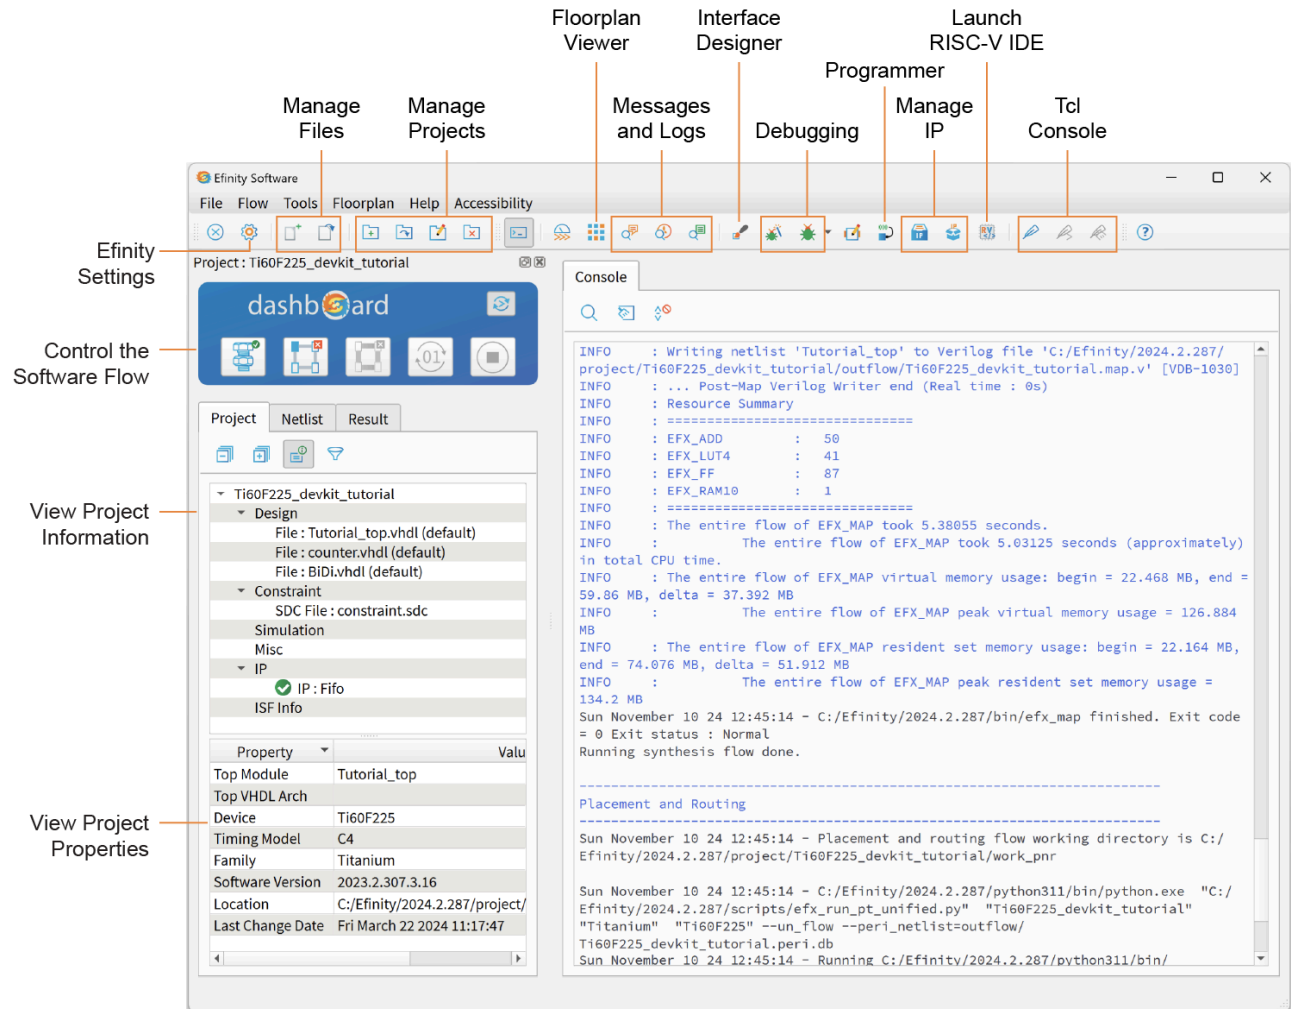 Floorplan
Viewer
Interface
Designer
Launch
RISC-V IDE
Programmer
Manage
Files
Manage
Projects
Messages
and Logs
Debugging
Manage
IP
Tcl
Console
Efinity Software
File Flow Tools Floorplan Help Accessibility
Efinity
Settings
Project : Ti60F225_devkit_tutorial
dashboard
Control the
Software Flow
Project Netlist Result
View Project
Information
Ti60F225_devkit_tutorial
Design
File : Tutorial_top.vhdl (default)
File : counter.vhdl (default)
File : BiDi.vhdl (default)
Constraint
SDC File : constraint.sdc
Simulation
Misc
IP
IP : Fifo
ISF Info
View Project
Properties
Property Valu
Top Module Tutorial_top
Top VHDL Arch
Device Ti60F225
Timing Model C4
Family Titanium
Software Version 2023.2.307.3.16
Location C:/Efinity/2024.2.287/project/
Last Change Date Fri March 22 2024 11:17:47
Console
INFO : Writing netlist 'Tutorial_top' to Verilog file 'C:/Efinity/2024.2.287/
project/Ti60F225_devkit_tutorial/outflow/Ti60F225_devkit_tutorial.map.v' [VDB-1030]
INFO : ... Post-Map Verilog Writer end (Real time : 0s)
INFO : Resource Summary
INFO : ===============================
INFO : EFX_ADD : 50
INFO : EFX_LUT4 : 41
INFO : EFX_FF : 87
INFO : EFX_RAM10 : 1
INFO : ===============================
INFO : The entire flow of EFX_MAP took 5.38055 seconds.
INFO : The entire flow of EFX_MAP took 5.03125 seconds (approximately)
in total CPU time.
INFO : The entire flow of EFX_MAP virtual memory usage: begin = 22.468 MB, end =
59.86 MB, delta = 37.392 MB
INFO : The entire flow of EFX_MAP peak virtual memory usage = 126.884
MB
INFO : The entire flow of EFX_MAP resident set memory usage: begin = 22.164 MB,
end = 74.076 MB, delta = 51.912 MB
INFO : The entire flow of EFX_MAP peak resident set memory usage =
134.2 MB
Sun November 10 24 12:45:14 - C:/Efinity/2024.2.287/bin/efx_map finished. Exit code
= 0 Exit status : Normal
Running synthesis flow done.
--------------------------------------------------------------------------------
Placement and Routing
--------------------------------------------------------------------------------
Sun November 10 24 12:45:14 - Placement and routing flow working directory is C:/
Efinity/2024.2.287/project/Ti60F225_devkit_tutorial/work_pnr
Sun November 10 24 12:45:14 - C:/Efinity/2024.2.287/python311/bin/python.exe "C:/
Efinity/2024.2.287/scripts/efx_run_pt_unified.py" "Ti60F225_devkit_tutorial"
"Titanium" "Ti60F225" --un_flow --peri_netlist=outflow/
Ti60F225_devkit_tutorial.peri.db
Sun November 10 24 12:45:14 - Running C:/Efinity/2024.2.287/python311/bin/